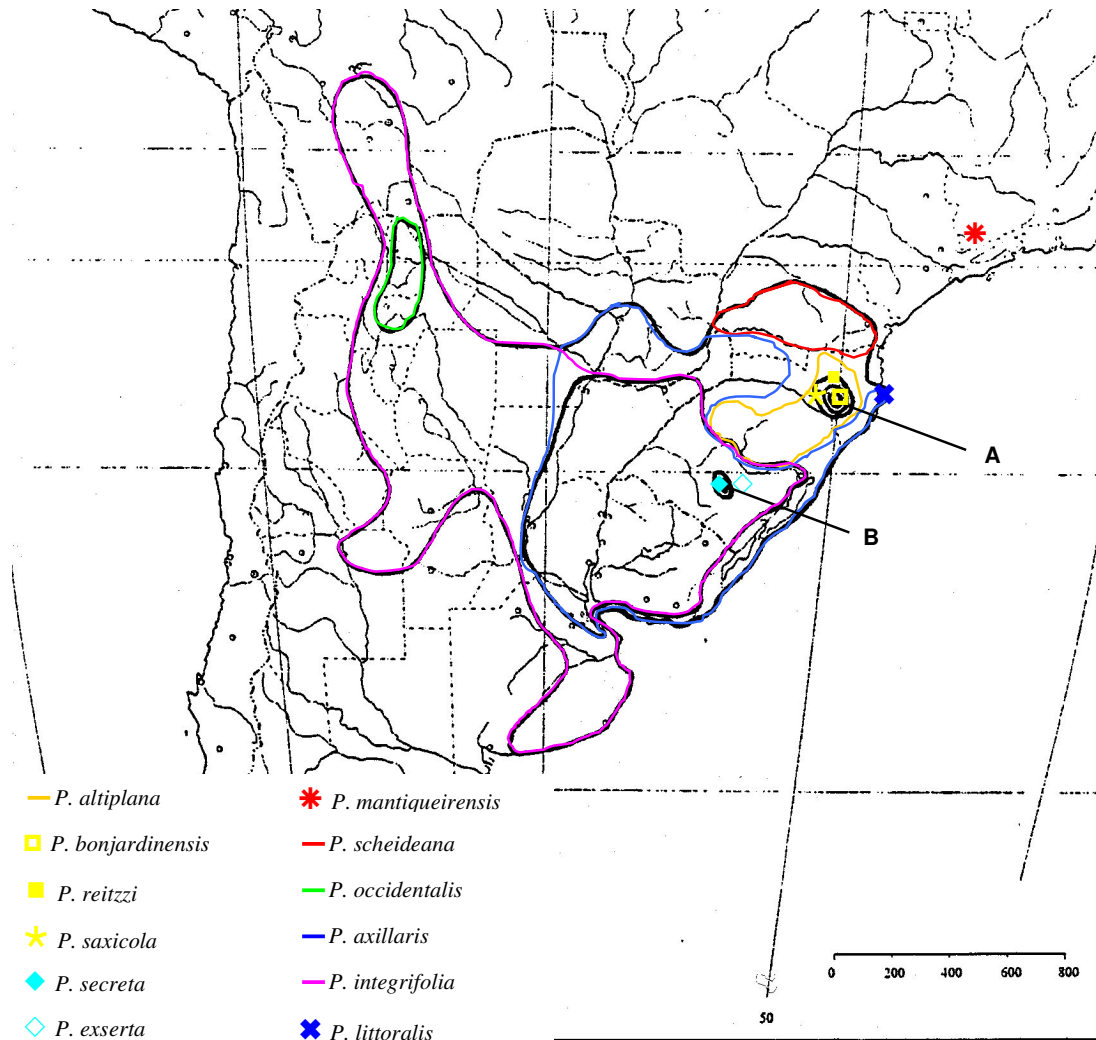 A
B
P. altiplana
P. bonjardinensis
P. reitzzi
P. saxicola
P. secreta
P. exserta
P. mantiqueirensis
P. scheideana
P. occidentalis
P. axillaris
P. integrifolia
P. littoralis
0 200 400 600 800
50